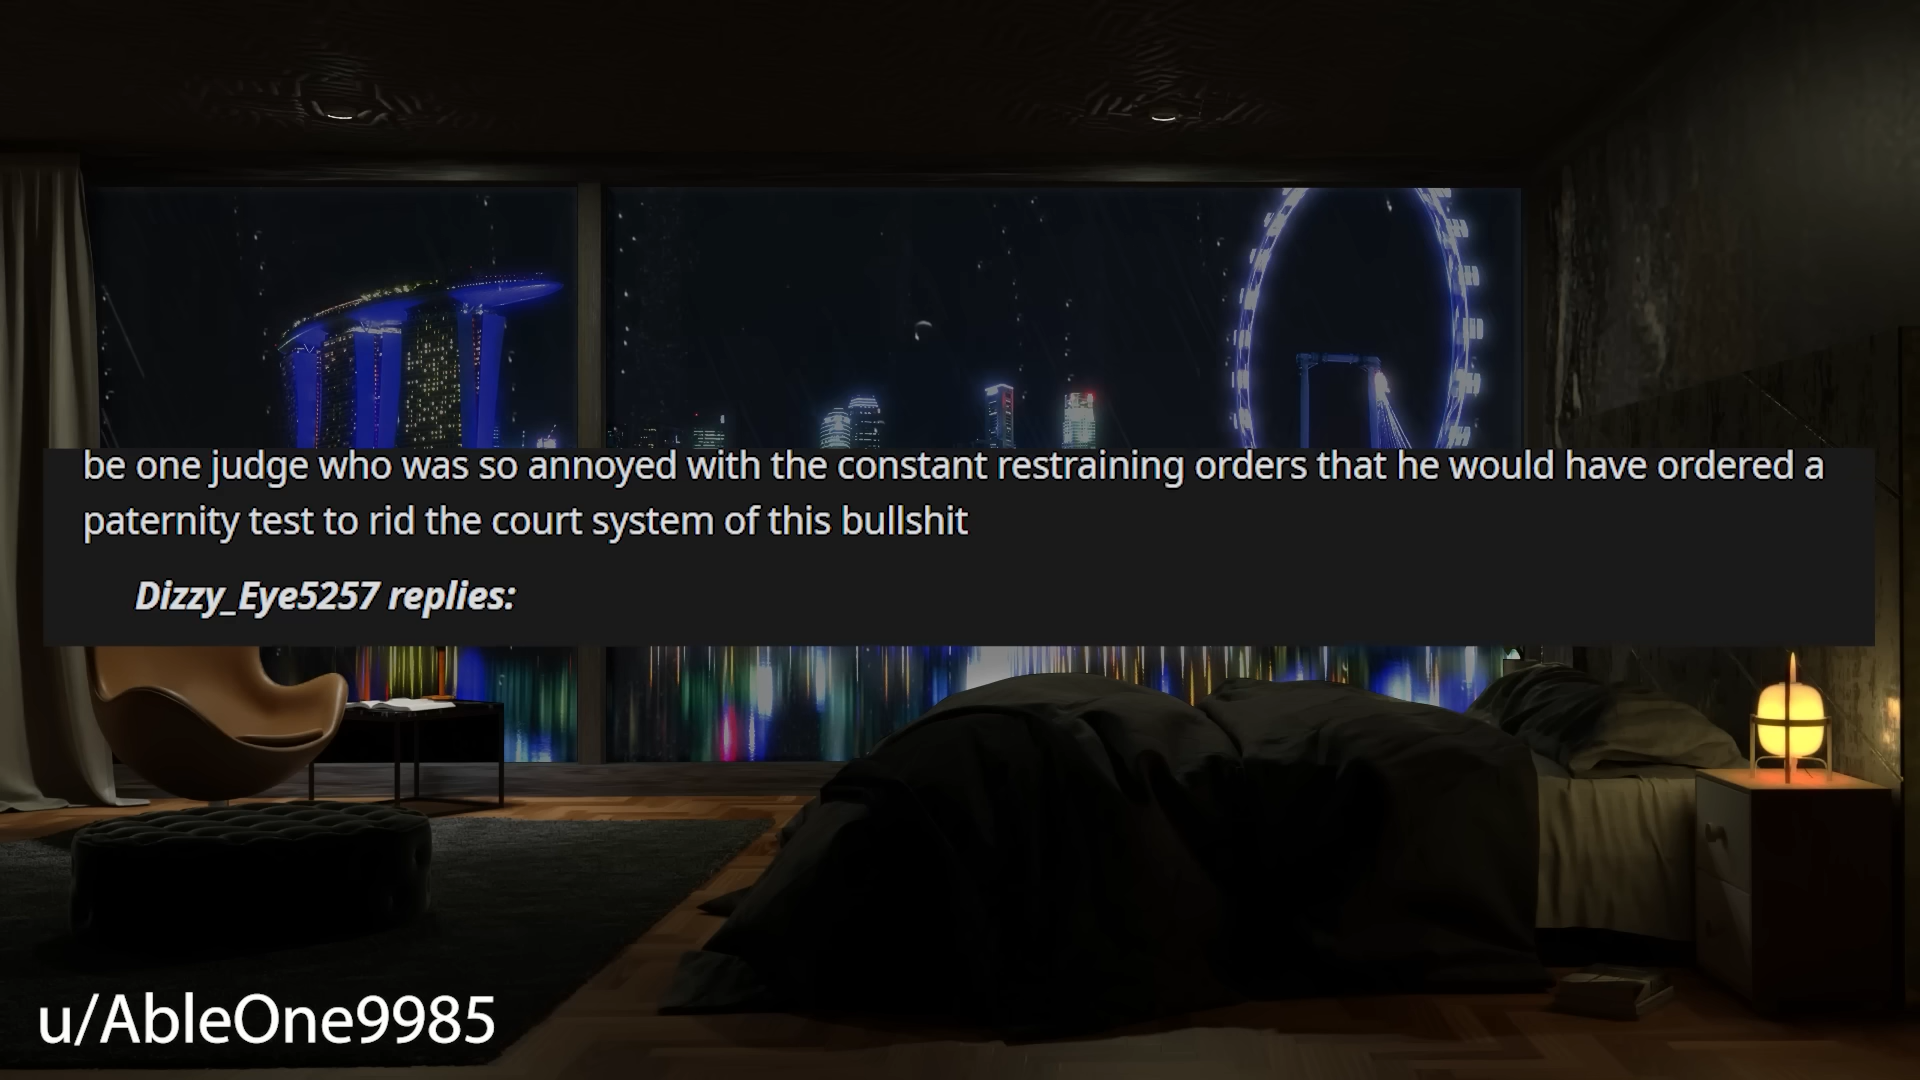 be one judge who was so annoyed with the constant restraining orders that he would have ordered a
paternity test to rid the court system of this bullshit
Dizzy_Eye5257 replies:
u/AbleOne9985